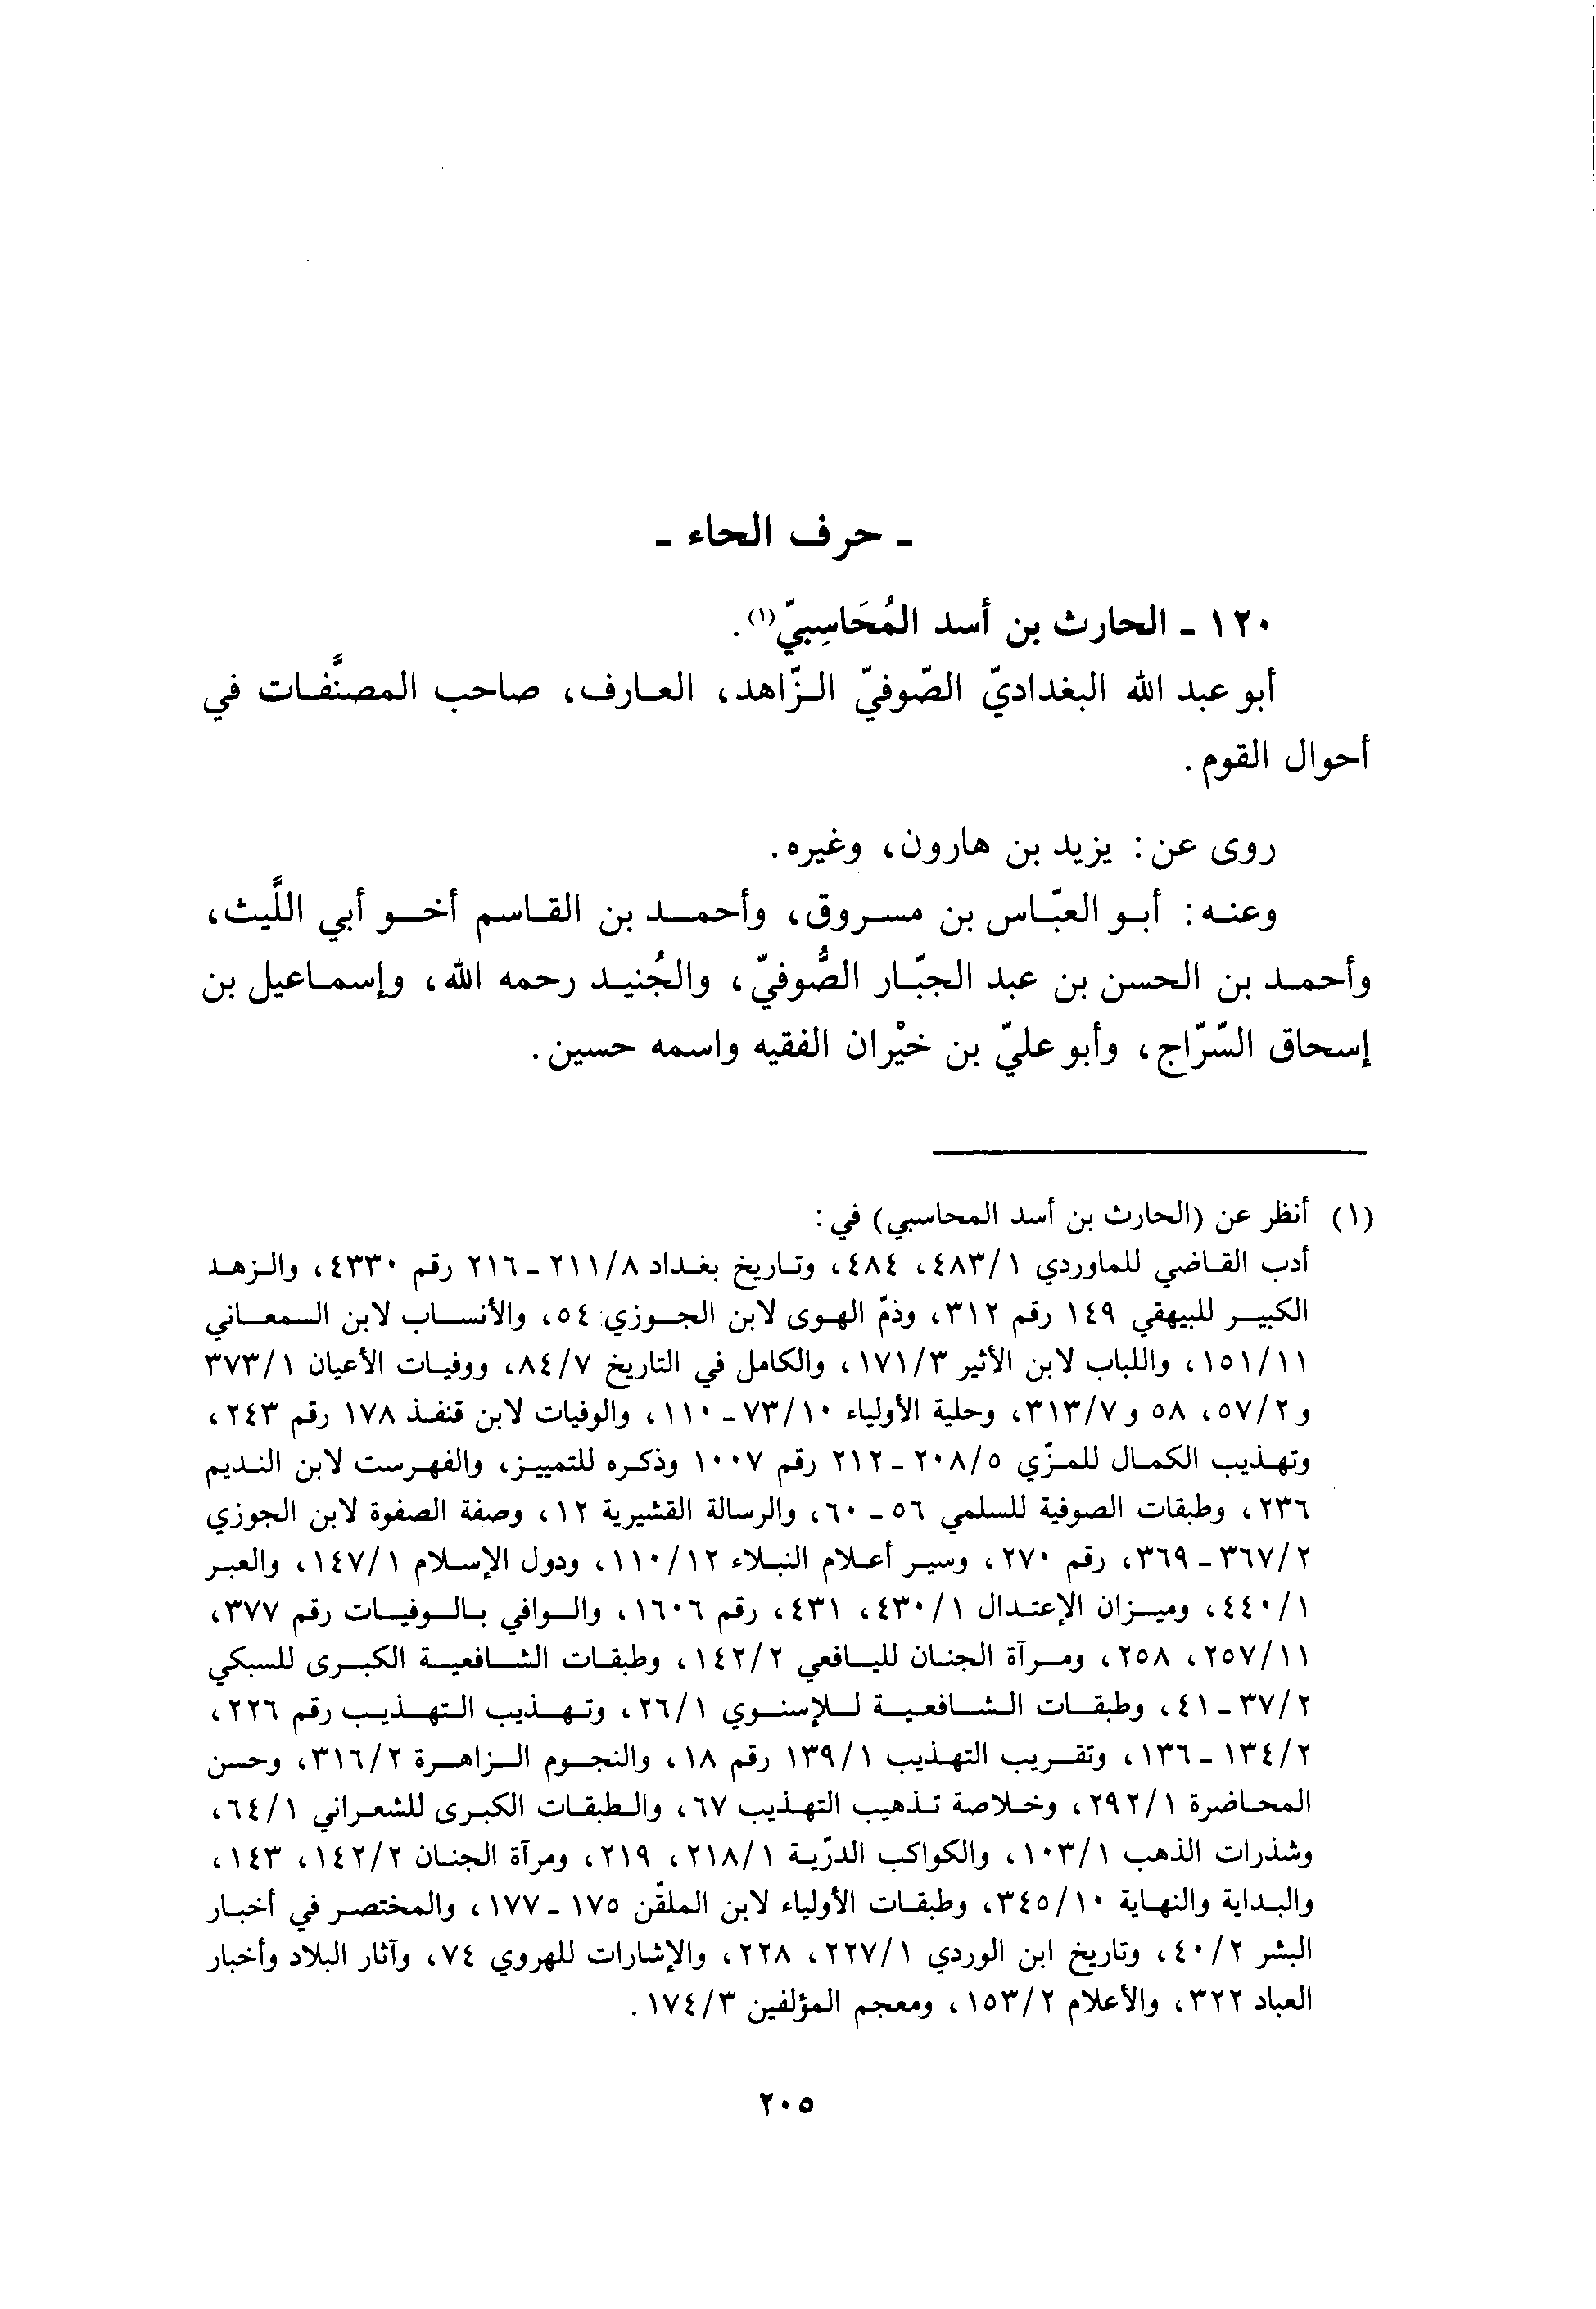 - حرف الحاء -
١٢٠ - الحارث بن أسد المُحَاسِبيّ(١).
أبو عبد الله البغداديّ الصّوفيّ الزّاهد، العارف، صاحب المصنَّفات في
أحوال القوم.
روى عن: يزيد بن هارون، وغيره.
وعنه: أبو العبّاس بن مسروق، وأحمد بن القاسم أخو أبي اللَّيث،
وأحمد بن الحسن بن عبد الجبّار الصُّوفيّ، والجُنيد رحمه الله، وإسماعيل بن
إسحاق السّرّاج، وأبو عليّ بن خيْران الفقيه واسمه حسين.
(١) أنظر عن (الحارث بن أسد المحاسبي) في:
أدب القاضي للماوردي ٤٨٣/١، ٤٨٤، وتاريخ بغداد ٢١١/٨ - ٢١٦ رقم ٤٣٣٠، والزهد
الكبير للبيهقي ١٤٩ رقم ٣١٢، وذمّ الهوى لابن الجوزي ٥٤، والأنساب لابن السمعاني
١٥١/١١، واللباب لابن الأثير ١٧١/٣، والكامل في التاريخ ٨٤/٧، ووفيات الأعيان ٣٧٣/١
و ٥٧/٢، ٥٨ و ٣١٣/٧، وحلية الأولياء ٧٣/١٠ - ١١٠، والوفيات لابن قنفذ ١٧٨ رقم ٢٤٣،
وتهذيب الكمال للمزّي ٢٠٨/٥ - ٢١٢ رقم ١٠٠٧ وذكره للتمييز، والفهرست لابن النديم
٢٣٦، وطبقات الصوفية للسلمي ٥٦ - ٦٠، والرسالة القشيرية ١٢، وصفة الصفوة لابن الجوزي
٣٦٧/٢ - ٣٦٩، رقم ٢٧٠، وسير أعلام النبلاء ١١٠/١٢، ودول الإسلام ١٤٧/١، والعبر
٤٤٠/١، وميزان الإعتدال ٤٣٠/١، ٤٣١، رقم ١٦٠٦، والوافي بالوفيات رقم ٣٧٧،
٢٥٧/١١، ٢٥٨، ومرآة الجنان لليافعي ١٤٢/٢، وطبقات الشافعية الكبرى للسبكي
٣٧/٢ - ٤١، وطبقات الشافعية للإسنوي ٢٦/١، وتهذيب التهذيب رقم ٢٢٦،
١٣٤/٢ - ١٣٦، وتقريب التهذيب ١٣٩/١ رقم ١٨، والنجوم الزاهرة ٣١٦/٢، وحسن
المحاضرة ٢٩٢/١، وخلاصة تذهيب التهذيب ٦٧، والطبقات الكبرى للشعراني ٦٤/١،
وشذرات الذهب ١٠٣/١، والكواكب الدرّية ٢١٨/١، ٢١٩، ومرآة الجنان ١٤٢/٢، ١٤٣،
والبداية والنهاية ٣٤٥/١٠، وطبقات الأولياء لابن الملقّن ١٧٥ - ١٧٧، والمختصر في أخبار
البشر ٤٠/٢، وتاريخ ابن الوردي ٢٢٧/١، ٢٢٨، والإشارات للهروي ٧٤، وآثار البلاد وأخبار
العباد ٣٢٢، والأعلام ١٥٣/٢، ومعجم المؤلفين ١٧٤/٣.
٢٠٥